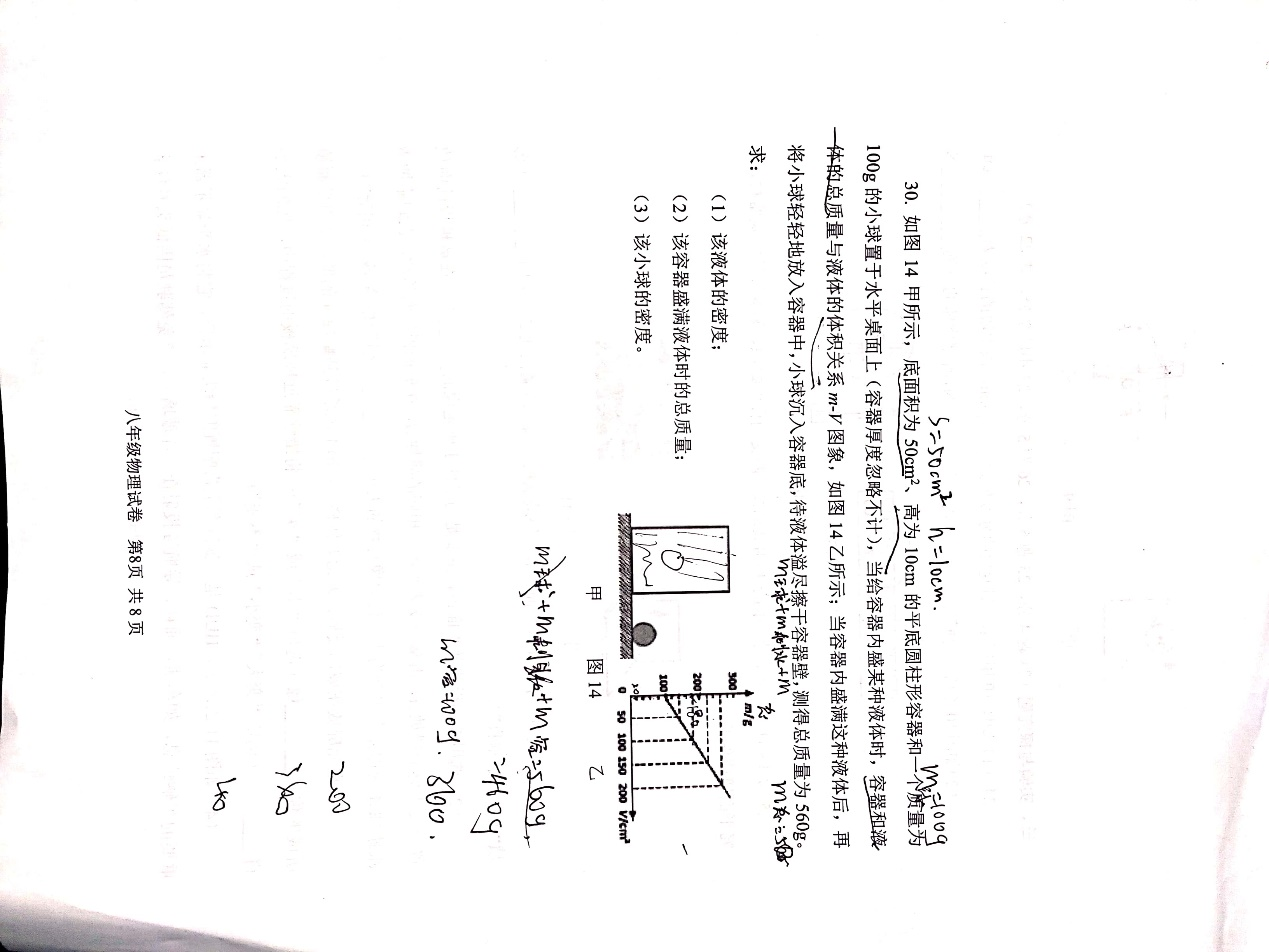 S=50cm² h=10cm.
m球=100g
30. 如图 14 甲所示，底面积为 50cm²、高为 10cm 的平底圆柱形容器和一个质量为
100g 的小球置于水平桌面上（容器厚度忽略不计），当给容器内盛某种液体时，容器和液
体的总质量与液体的体积关系 m-V 图象，如图 14 乙所示；当容器内盛满这种液体后，再
将小球轻轻地放入容器中，小球沉入容器底，待液体溢尽擦干容器壁，测得总质量为 560g。
求：
（1）该液体的密度；
（2）该容器盛满液体时的总质量；
（3）该小球的密度。
m/g
300
200
180
100
20
0 50 100 150 200 V/cm³
甲 图 14 乙
=560g
=460g
m容=100g.
200
360
40
八年级物理试卷 第8页 共 8 页